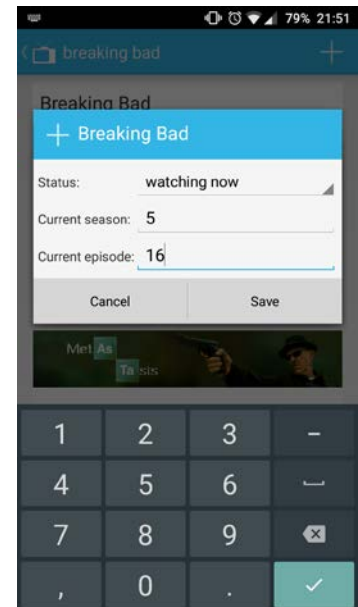 79% 21:51
breaking bad
Breaking Bad
Breaking Bad
Status: watching now
Current season: 5
Current episode: 16
Cancel Save
Met As
Ta sis
1 2 3 -
4 5 6
7 8 9
, 0 .